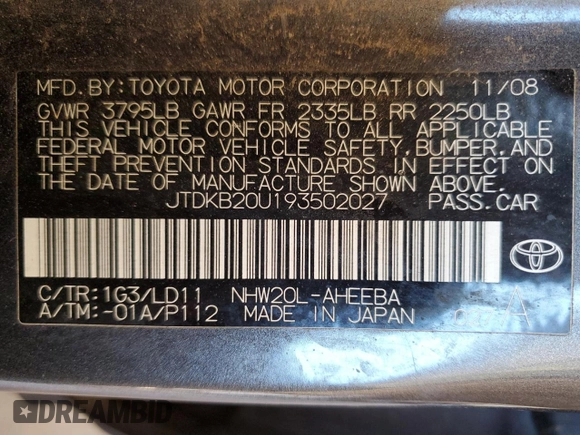 MFD. BY: TOYOTA MOTOR CORPORATION 11/08
GVWR 3795LB GAWR FR 2335LB RR 2250LB
THIS VEHICLE CONFORMS TO ALL APPLICABLE
FEDERAL MOTOR VEHICLE SAFETY, BUMPER, AND
THEFT PREVENTION STANDARDS IN EFFECT ON
THE DATE OF MANUFACTURE SHOWN ABOVE.
JTDKB20U193502027 PASS. CAR
C/TR: 1G3/LD11 NHW20L-AHEEBA
A/TM: -01A/P112 MADE IN JAPAN A
DREAMBID